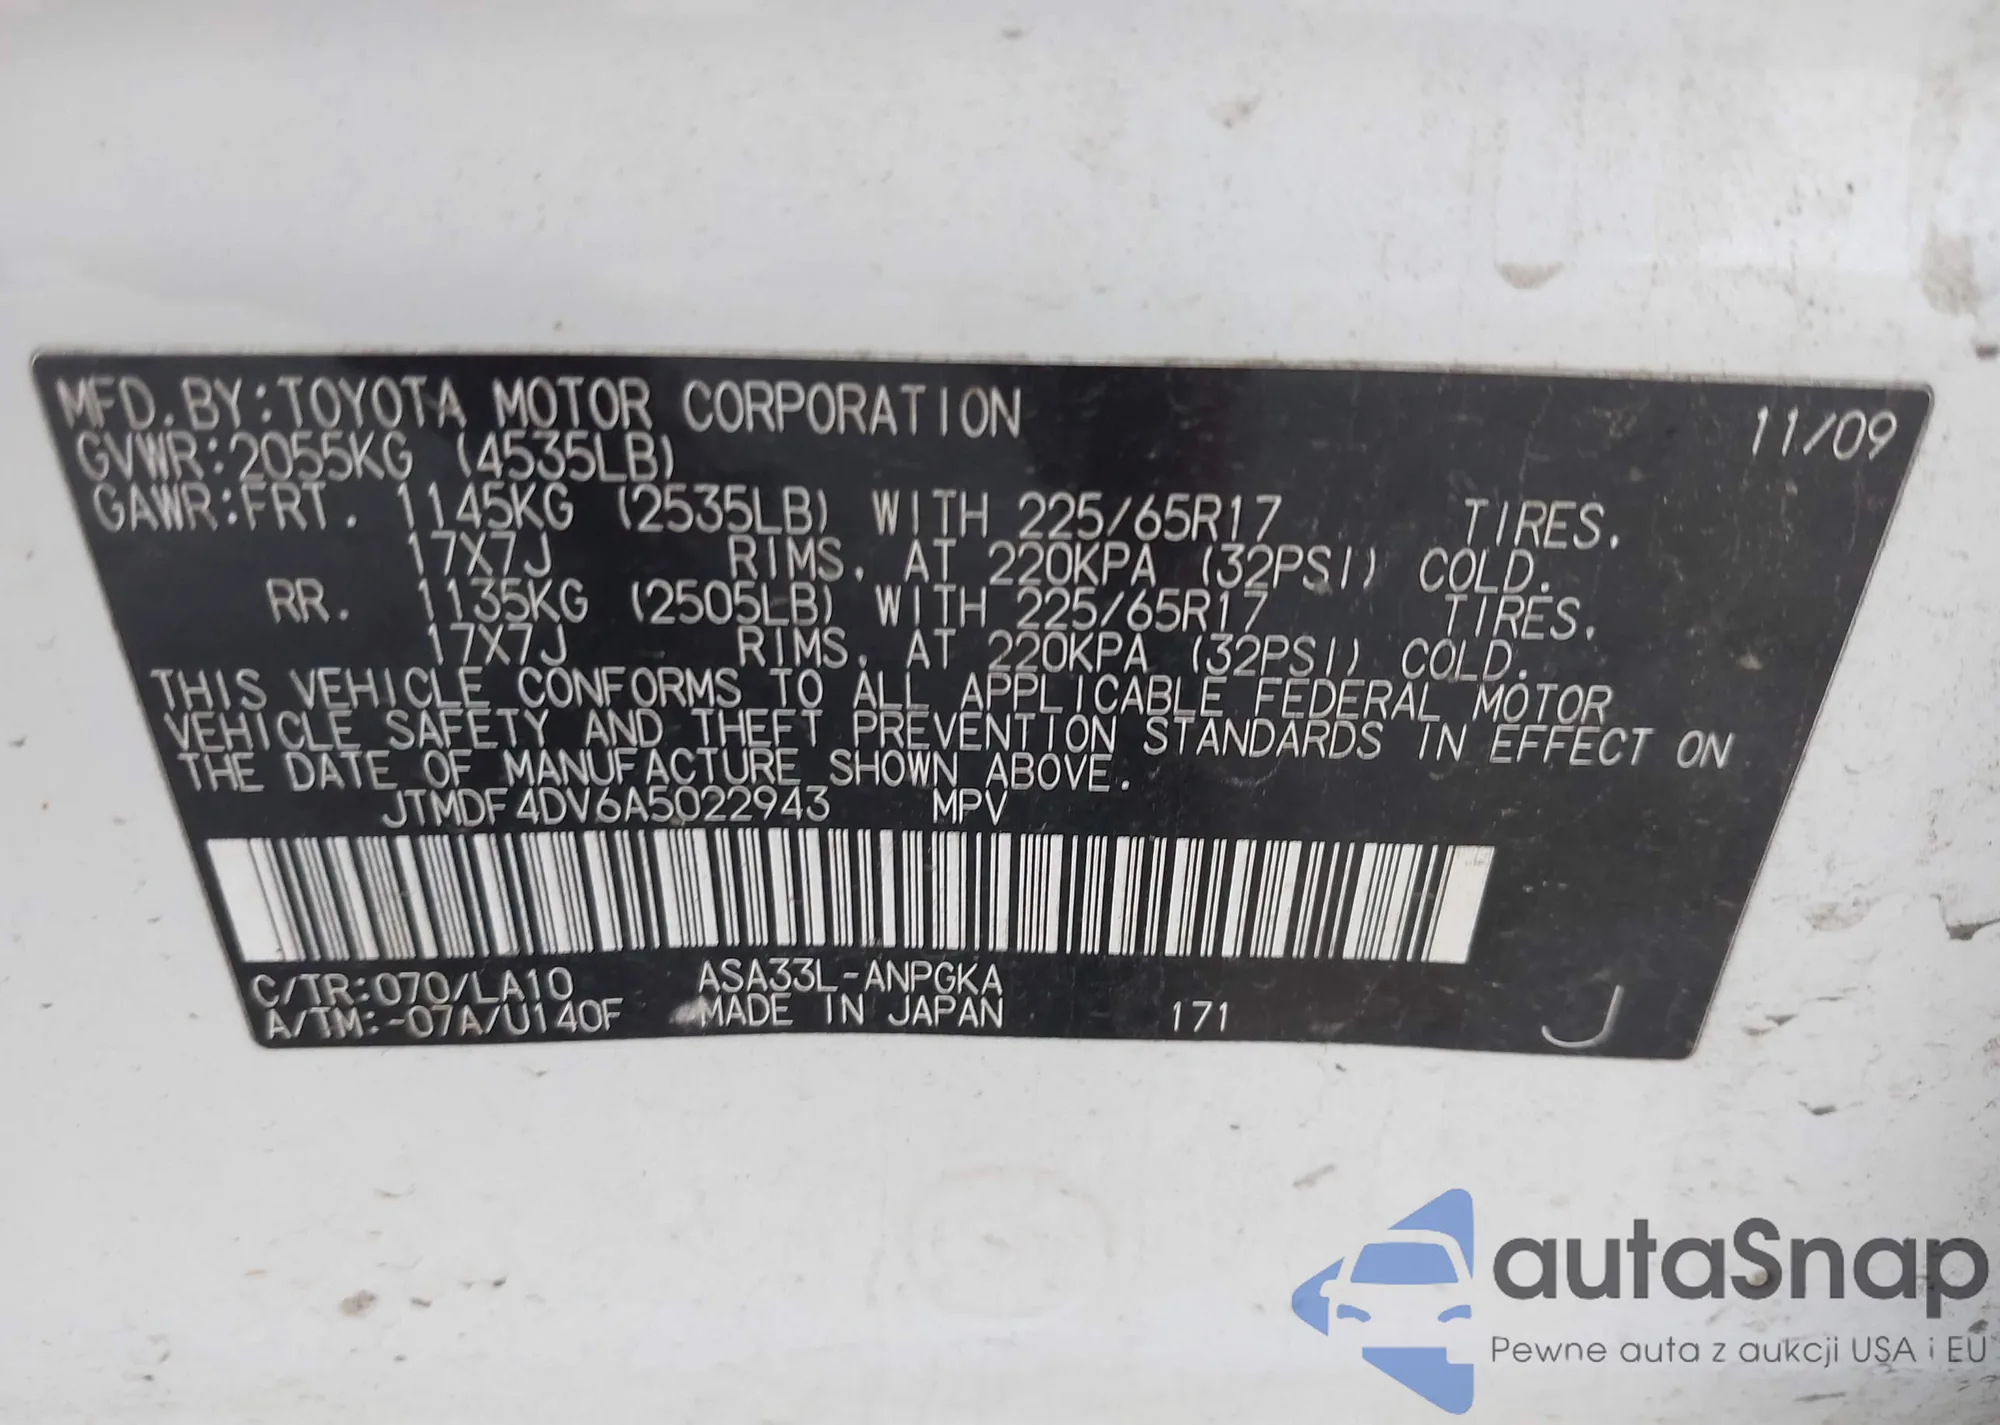 MFD.BY:TOYOTA MOTOR CORPORATION 11/09
GVWR:2055KG (4535LB)
GAWR:FRT. 1145KG (2535LB) WITH 225/65R17 TIRES.
17X7J RIMS, AT 220KPA (32PSI) COLD.
RR. 1135KG (2505LB) WITH 225/65R17 TIRES,
17X7J RIMS, AT 220KPA (32PSI) COLD.
THIS VEHICLE CONFORMS TO ALL APPLICABLE FEDERAL MOTOR
VEHICLE SAFETY AND THEFT PREVENTION STANDARDS IN EFFECT ON
THE DATE OF MANUFACTURE SHOWN ABOVE.
JTMDF4DV6A5022943 MPV
C/TR:070/LA10 ASA33L-ANPGKA
A/TM:-07A/U140F MADE IN JAPAN 171 J
autaSnap
Pewne auta z aukcji USA i EU